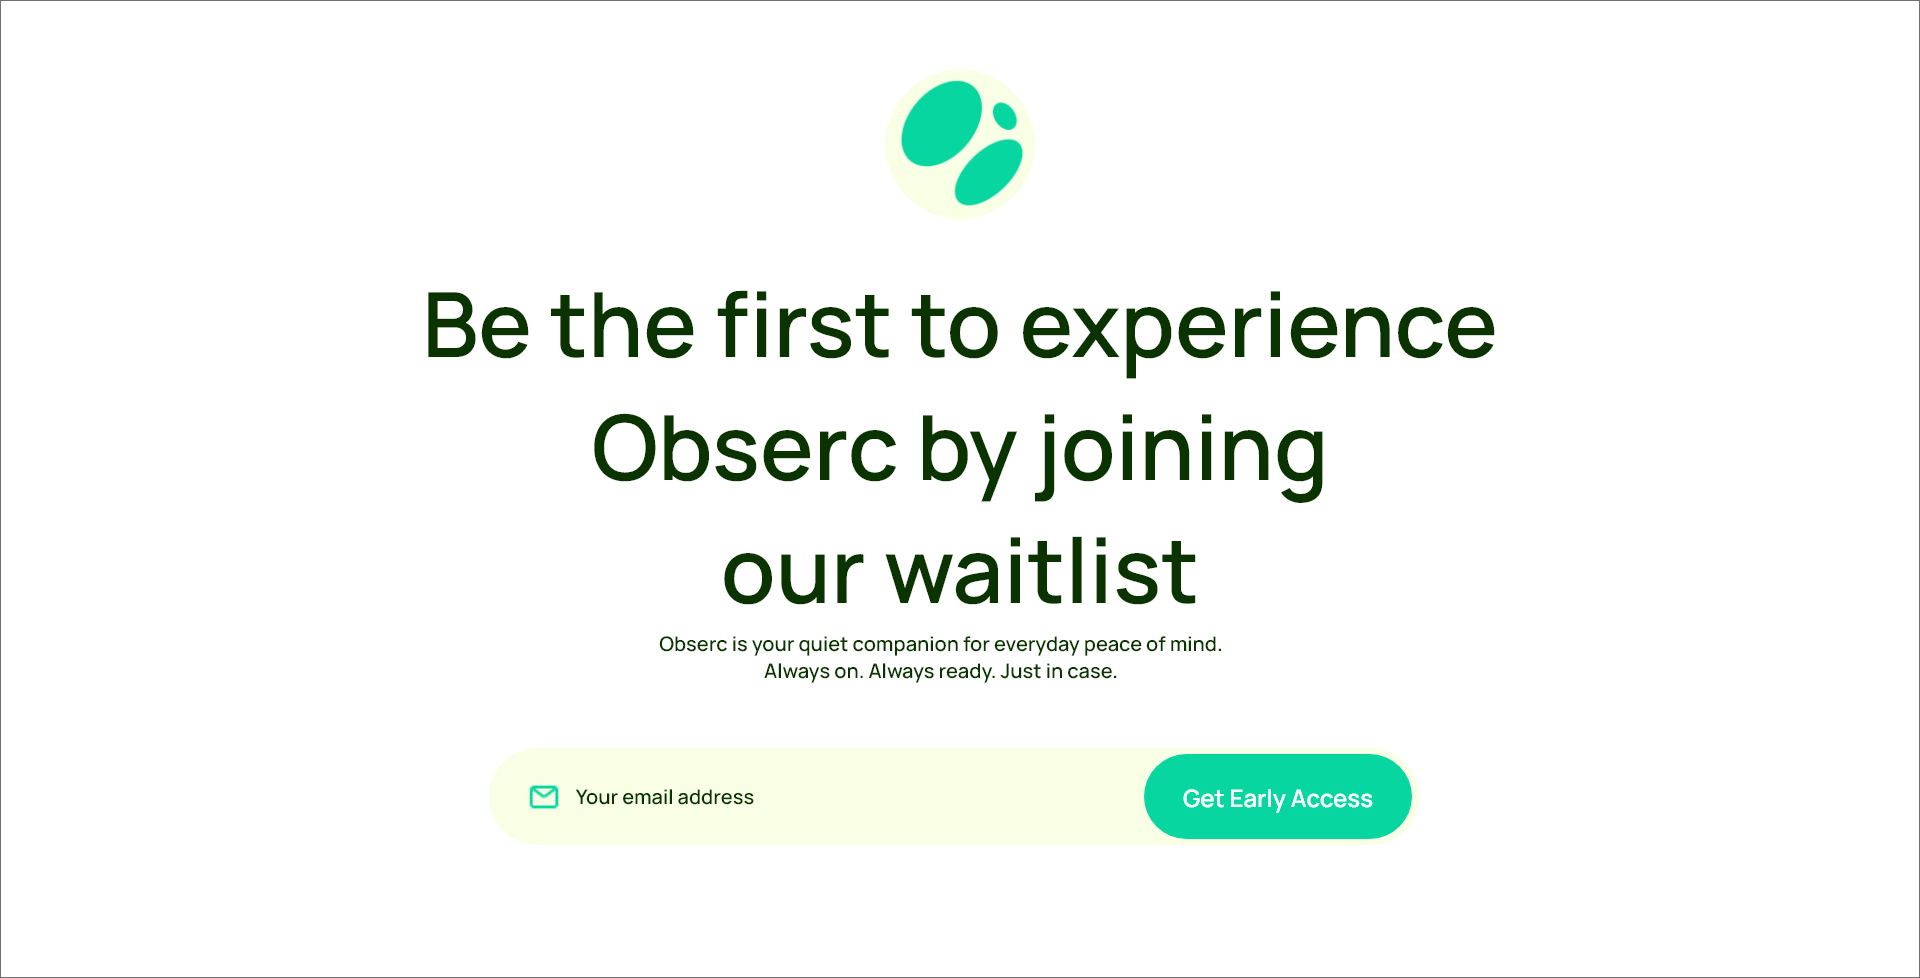 Be the first to experience
Obserc by joining
our waitlist
Obserc is your quiet companion for everyday peace of mind.
Always on. Always ready. Just in case.
Your email address
Get Early Access